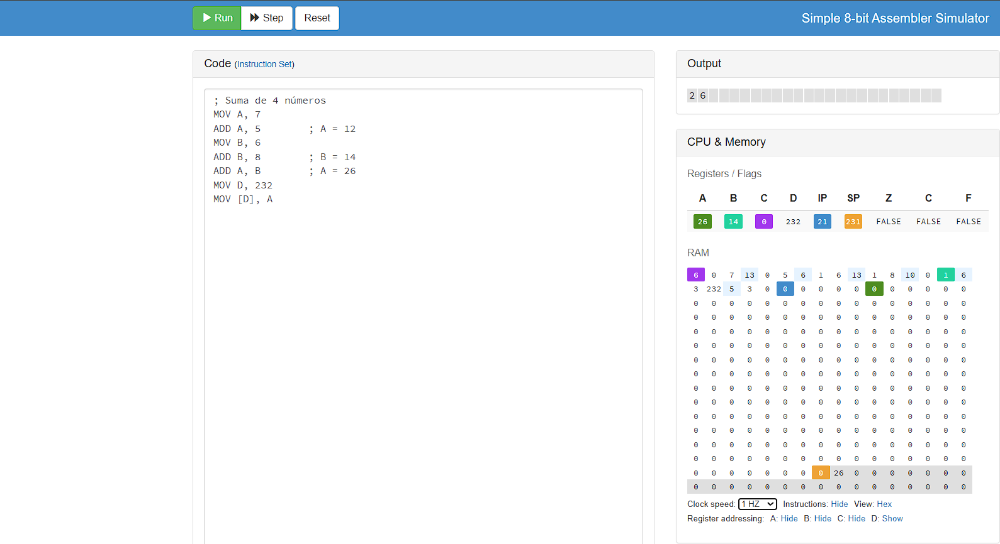 Run Step Reset Simple 8-bit Assembler Simulator
Code (Instruction Set)
; Suma de 4 números
MOV A, 7
ADD A, 5 ; A = 12
MOV B, 6
ADD B, 8 ; B = 14
ADD A, B ; A = 26
MOV D, 232
MOV [D], A
Output
2 6
CPU & Memory
Registers / Flags
A B C D IP SP Z C F
26 14 0 232 21 231 FALSE FALSE FALSE
RAM
6 0 7 13 0 5 6 1 6 13 1 8 10 0 1 6
3 232 5 3 0 0 0 0 0 0 0 0 0 0 0 0
0 0 0 0 0 0 0 0 0 0 0 0 0 0 0 0
0 0 0 0 0 0 0 0 0 0 0 0 0 0 0 0
0 0 0 0 0 0 0 0 0 0 0 0 0 0 0 0
0 0 0 0 0 0 0 0 0 0 0 0 0 0 0 0
0 0 0 0 0 0 0 0 0 0 0 0 0 0 0 0
0 0 0 0 0 0 0 0 0 0 0 0 0 0 0 0
0 0 0 0 0 0 0 0 0 0 0 0 0 0 0 0
0 0 0 0 0 0 0 0 0 0 0 0 0 0 0 0
0 0 0 0 0 0 0 0 0 0 0 0 0 0 0 0
0 0 0 0 0 0 0 0 0 0 0 0 0 0 0 0
0 0 0 0 0 0 0 0 0 0 0 0 0 0 0 0
0 0 0 0 0 0 0 0 0 0 0 0 0 0 0 0
0 0 0 0 0 0 0 0 26 0 0 0 0 0 0 0
0 0 0 0 0 0 0 0 0 0 0 0 0 0 0 0
Clock speed: 1 HZ Instructions: Hide View: Hex
Register addressing: A: Hide B: Hide C: Hide D: Show